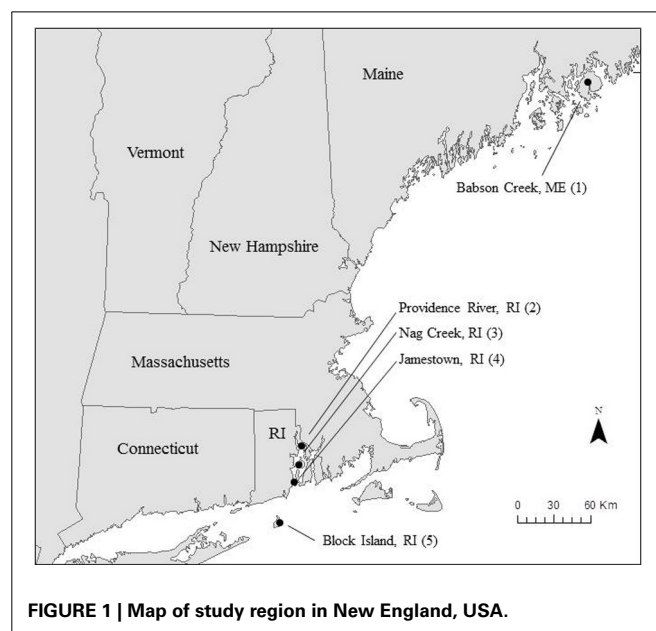 Maine
Vermont
Babson Creek, ME (1)
New Hampshire
Providence River, RI (2)
Nag Creek, RI (3)
Massachusetts
Jamestown, RI (4)
N
RI
Connecticut
0 30 60 Km
Block Island, RI (5)
FIGURE 1 | Map of study region in New England, USA.